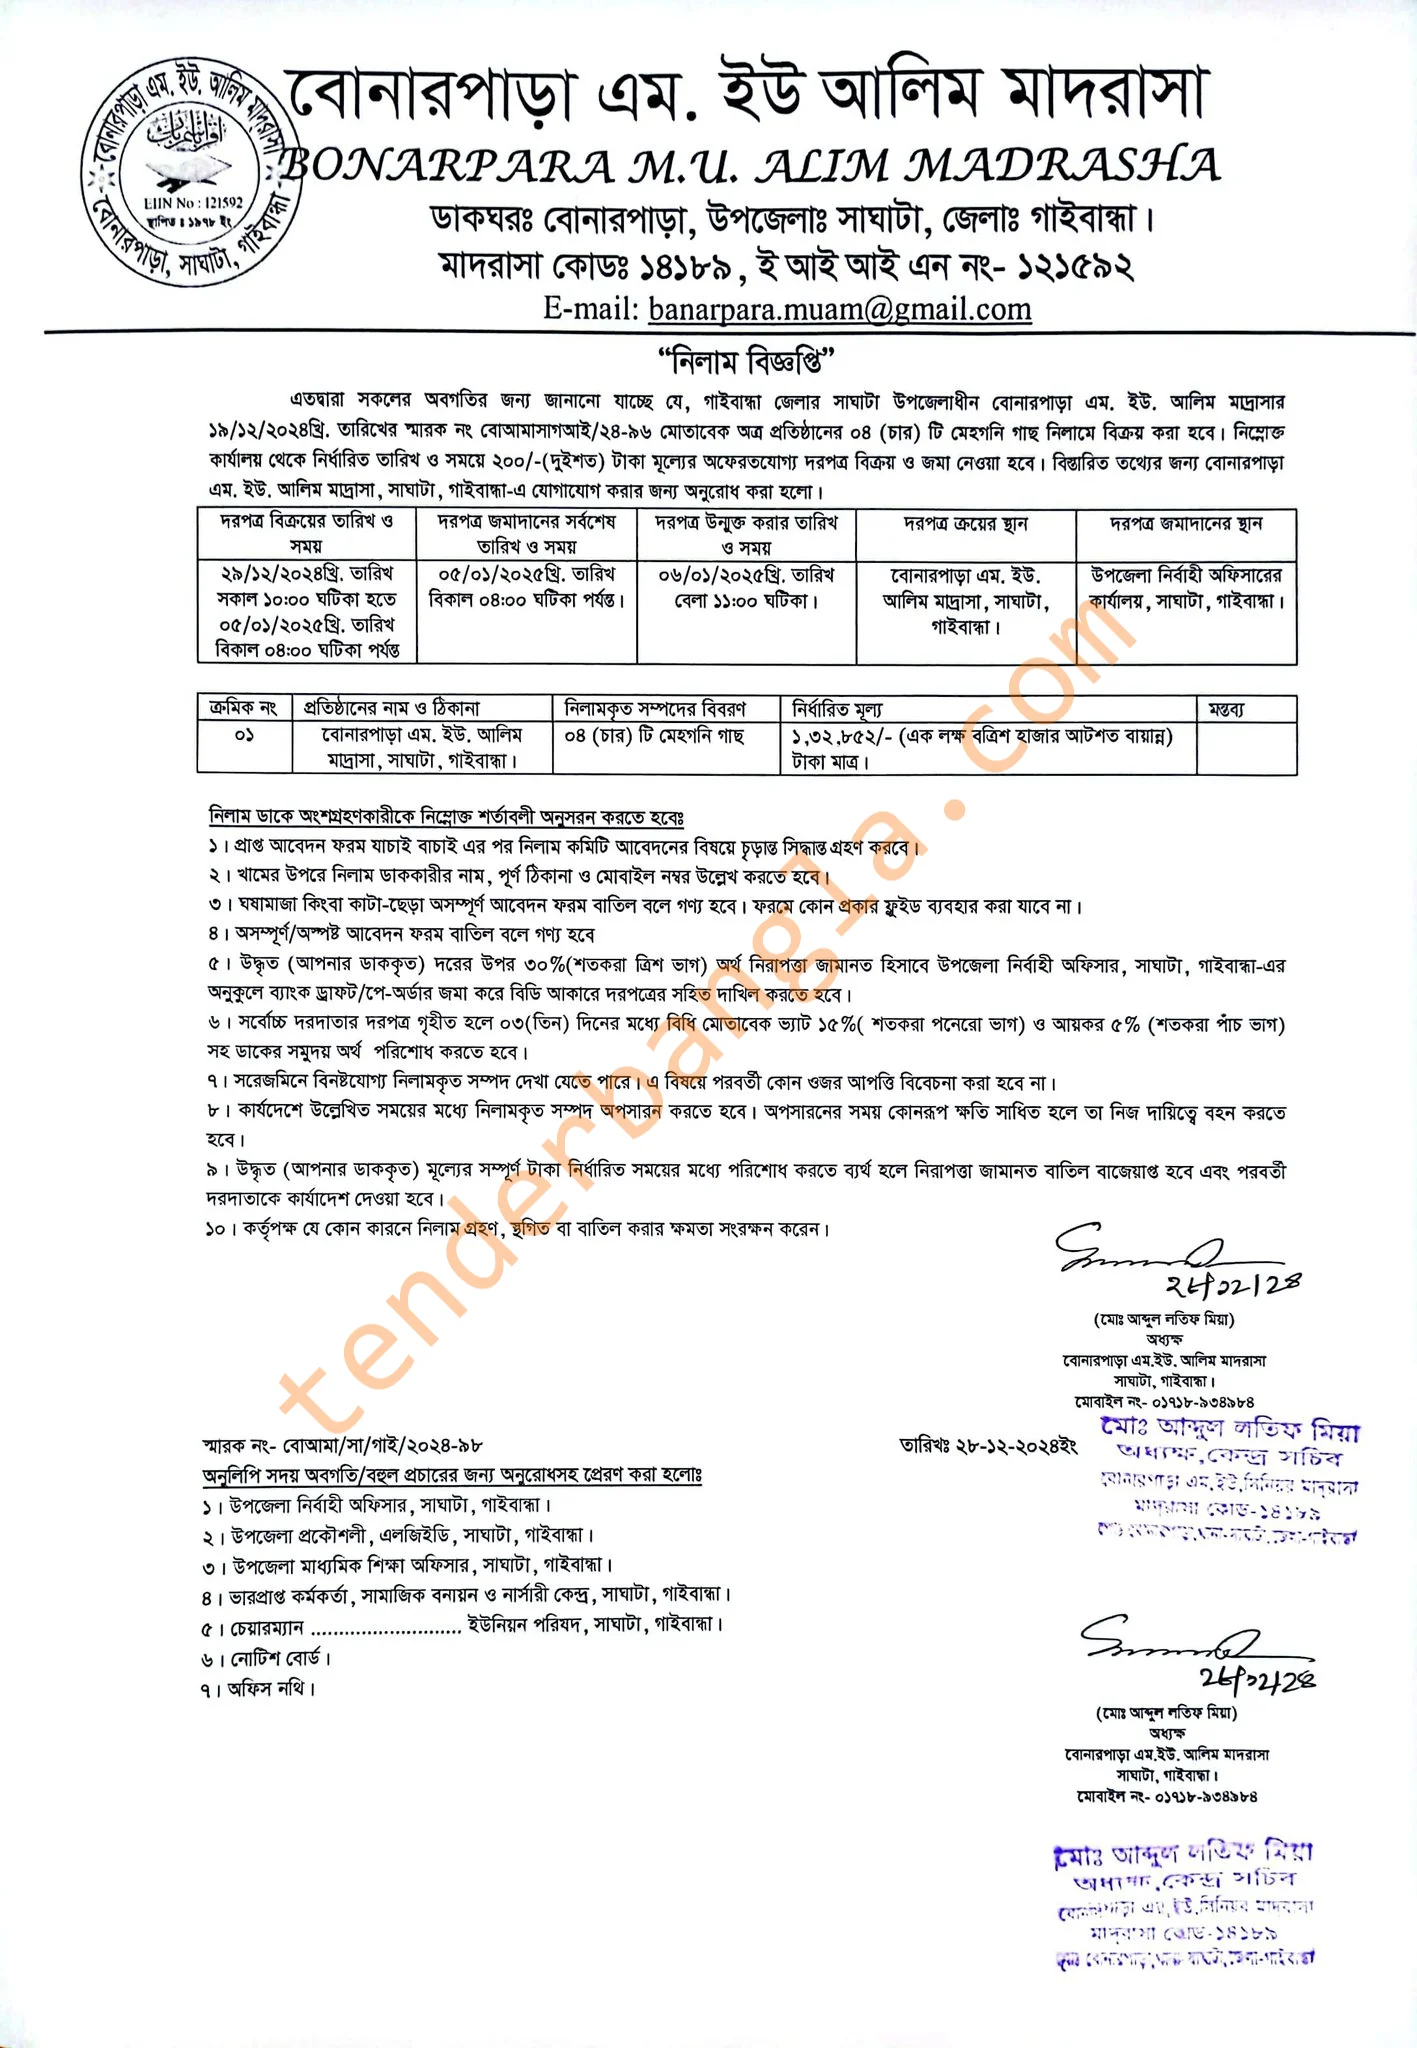 বোনারপাড়া এম. ইউ আলিম মাদরাসা
BONARPARA M.U. ALIM MADRASHA
ডাকঘরঃ বোনারপাড়া, উপজেলাঃ সাঘাটা, জেলাঃ গাইবান্ধা।
মাদরাসা কোডঃ ১৪১৮৯, ই আই আই এন নং- ১২১৫৯২
E-mail: banarpara.muam@gmail.com
বোনারপাড়া এম. ইউ. আলিম মাদ্রাসা
EIIN No : 121592
স্থাপিত : ১৯৭৮ ইং
বোনারপাড়া, সাঘাটা, গাইবান্ধা
“নিলাম বিজ্ঞপ্তি”
এতদ্বারা সকলের অবগতির জন্য জানানো যাচ্ছে যে, গাইবান্ধা জেলার সাঘাটা উপজেলাধীন বোনারপাড়া এম. ইউ. আলিম মাদ্রাসার
১৯/১২/২০২৪খ্রি. তারিখের স্মারক নং বোআমাসাগআই/২৪-৯৬ মোতাবেক অত্র প্রতিষ্ঠানের ০৪ (চার) টি মেহগনি গাছ নিলামে বিক্রয় করা হবে। নিম্নোক্ত
কার্যালয় থেকে নির্ধারিত তারিখ ও সময়ে ২০০/-(দুইশত) টাকা মূল্যের অফেরতযোগ্য দরপত্র বিক্রয় ও জমা নেওয়া হবে। বিস্তারিত তথ্যের জন্য বোনারপাড়া
এম. ইউ. আলিম মাদ্রাসা, সাঘাটা, গাইবান্ধা-এ যোগাযোগ করার জন্য অনুরোধ করা হলো।
দরপত্র বিক্রয়ের তারিখ ও সময় | দরপত্র জমাদানের সর্বশেষ তারিখ ও সময় | দরপত্র উন্মুক্ত করার তারিখ ও সময় | দরপত্র ক্রয়ের স্থান | দরপত্র জমাদানের স্থান
২৯/১২/২০২৪খ্রি. তারিখ সকাল ১০:০০ ঘটিকা হতে ০৫/০১/২০২৫খ্রি. তারিখ বিকাল ০৪:০০ ঘটিকা পর্যন্ত | ০৫/০১/২০২৫খ্রি. তারিখ বিকাল ০৪:০০ ঘটিকা পর্যন্ত। | ০৬/০১/২০২৫খ্রি. তারিখ বেলা ১১:০০ ঘটিকা। | বোনারপাড়া এম. ইউ. আলিম মাদ্রাসা, সাঘাটা, গাইবান্ধা। | উপজেলা নির্বাহী অফিসারের কার্যালয়, সাঘাটা, গাইবান্ধা।
ক্রমিক নং | প্রতিষ্ঠানের নাম ও ঠিকানা | নিলামকৃত সম্পদের বিবরণ | নির্ধারিত মূল্য | মন্তব্য
০১ | বোনারপাড়া এম. ইউ. আলিম মাদ্রাসা, সাঘাটা, গাইবান্ধা। | ০৪ (চার) টি মেহগনি গাছ | ১,৩২,৮৫২/- (এক লক্ষ বত্রিশ হাজার আটশত বায়ান্ন) টাকা মাত্র।
নিলাম ডাকে অংশগ্রহণকারীকে নিম্নোক্ত শর্তাবলী অনুসরন করতে হবেঃ
১। প্রাপ্ত আবেদন ফরম যাচাই বাচাই এর পর নিলাম কমিটি আবেদনের বিষয়ে চূড়ান্ত সিদ্ধান্ত গ্রহণ করবে।
২। খামের উপরে নিলাম ডাককারীর নাম, পূর্ণ ঠিকানা ও মোবাইল নম্বর উল্লেখ করতে হবে।
৩। ঘষামাজা কিংবা কাটা-ছেড়া অসম্পূর্ণ আবেদন ফরম বাতিল বলে গণ্য হবে। ফরমে কোন প্রকার ফ্লুইড ব্যবহার করা যাবে না।
৪। অসম্পূর্ণ/অস্পষ্ট আবেদন ফরম বাতিল বলে গণ্য হবে
৫। উদ্ধৃত (আপনার ডাককৃত) দরের উপর ৩০%(শতকরা ত্রিশ ভাগ) অর্থ নিরাপত্তা জামানত হিসাবে উপজেলা নির্বাহী অফিসার, সাঘাটা, গাইবান্ধা-এর
অনুকুলে ব্যাংক ড্রাফট/পে-অর্ডার জমা করে বিডি আকারে দরপত্রের সহিত দাখিল করতে হবে।
৬। সর্বোচ্চ দরদাতার দরপত্র গৃহীত হলে ০৩(তিন) দিনের মধ্যে বিধি মোতাবেক ভ্যাট ১৫%( শতকরা পনেরো ভাগ) ও আয়কর ৫% (শতকরা পাঁচ ভাগ)
সহ ডাকের সমুদয় অর্থ পরিশোধ করতে হবে।
৭। সরেজমিনে বিনষ্টযোগ্য নিলামকৃত সম্পদ দেখা যেতে পারে। এ বিষয়ে পরবর্তী কোন ওজর আপত্তি বিবেচনা করা হবে না।
৮। কার্যদেশে উল্লেখিত সময়ের মধ্যে নিলামকৃত সম্পদ অপসারন করতে হবে। অপসারনের সময় কোনরূপ ক্ষতি সাধিত হলে তা নিজ দায়িত্বে বহন করতে
হবে।
৯। উদ্ধৃত (আপনার ডাককৃত) মূল্যের সম্পূর্ণ টাকা নির্ধারিত সময়ের মধ্যে পরিশোধ করতে ব্যর্থ হলে নিরাপত্তা জামানত বাতিল বাজেয়াপ্ত হবে এবং পরবর্তী
দরদাতাকে কার্যাদেশ দেওয়া হবে।
১০। কর্তৃপক্ষ যে কোন কারনে নিলাম গ্রহণ, স্থগিত বা বাতিল করার ক্ষমতা সংরক্ষন করেন।
২৮/১২/২৪
(মোঃ আব্দুল লতিফ মিয়া)
অধ্যক্ষ
বোনারপাড়া এম.ইউ. আলিম মাদরাসা
সাঘাটা, গাইবান্ধা।
মোবাইল নং- ০১৭১৮-৯৩৪৯৮৪
মোঃ আব্দুল লতিফ মিয়া
অধ্যক্ষ,কেন্দ্র সচিব
বোনারপাড়া এম,ইউ,সিনিয়র মাদ্রাসা
মাদ্রাসা কোড-১৪১৮৯
স্মারক নং- বোআমা/সা/গাই/২০২৪-৯৮
তারিখঃ ২৮-১২-২০২৪ইং
অনুলিপি সদয় অবগতি/বহুল প্রচারের জন্য অনুরোধসহ প্রেরণ করা হলোঃ
১। উপজেলা নির্বাহী অফিসার, সাঘাটা, গাইবান্ধা।
২। উপজেলা প্রকৌশলী, এলজিইডি, সাঘাটা, গাইবান্ধা।
৩। উপজেলা মাধ্যমিক শিক্ষা অফিসার, সাঘাটা, গাইবান্ধা।
৪। ভারপ্রাপ্ত কর্মকর্তা, সামাজিক বনায়ন ও নার্সারী কেন্দ্র, সাঘাটা, গাইবান্ধা।
৫। চেয়ারম্যান ........................... ইউনিয়ন পরিষদ, সাঘাটা, গাইবান্ধা।
৬। নোটিশ বোর্ড।
৭। অফিস নথি।
২৮/১২/২৪
(মোঃ আব্দুল লতিফ মিয়া)
অধ্যক্ষ
বোনারপাড়া এম.ইউ. আলিম মাদরাসা
সাঘাটা, গাইবান্ধা।
মোবাইল নং- ০১৭১৮-৯৩৪৯৮৪
মোঃ আব্দুল লতিফ মিয়া
অধ্যক্ষ,কেন্দ্র সচিব
বোনারপাড়া এম,ইউ,সিনিয়র মাদ্রাসা
মাদ্রাসা কোড-১৪১৮৯
tenderbangla.com